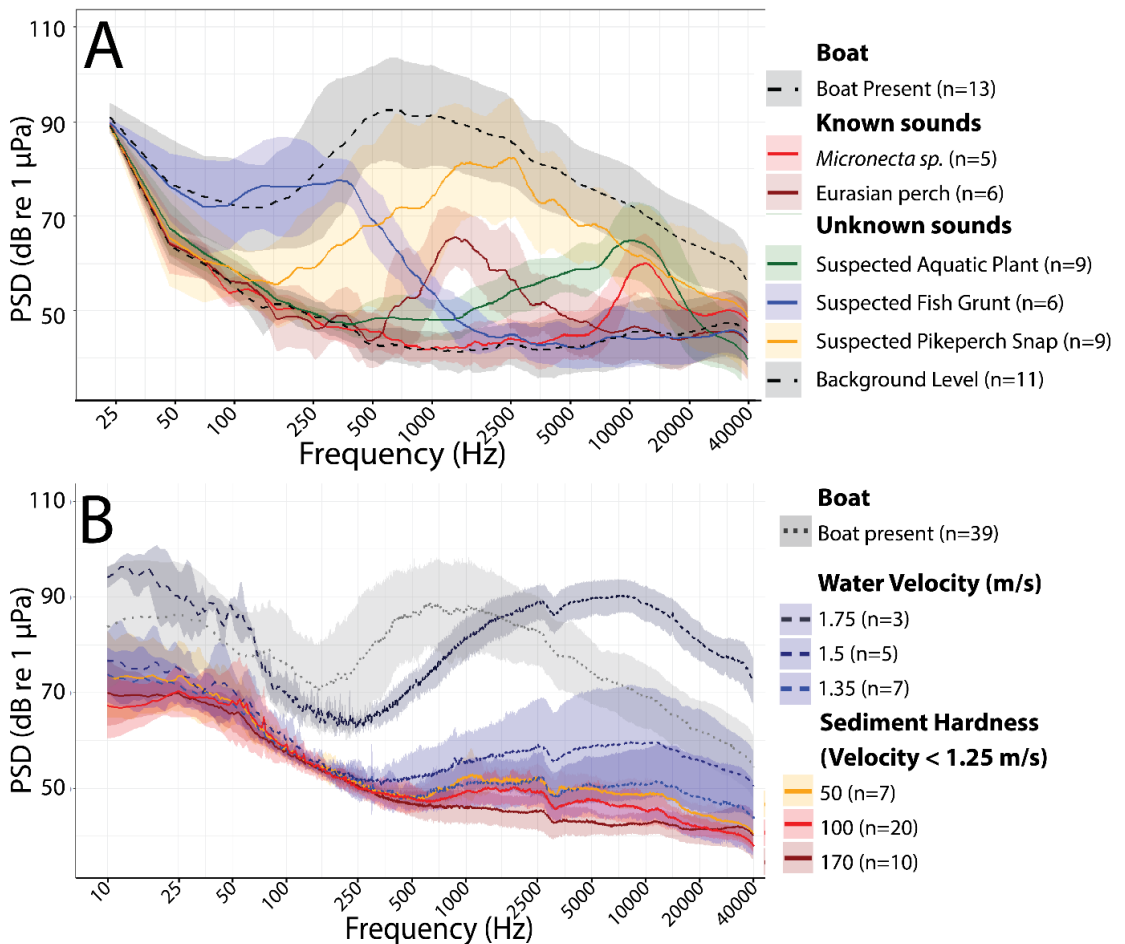 A
110
90
70
50
PSD (dB re 1 µPa)
25 50 100 250 500 1000 2500 5000 10000 20000 40000
Frequency (Hz)
Boat
Boat Present (n=13)
Known sounds
Micronecta sp. (n=5)
Eurasian perch (n=6)
Unknown sounds
Suspected Aquatic Plant (n=9)
Suspected Fish Grunt (n=6)
Suspected Pikeperch Snap (n=9)
Background Level (n=11)
B
110
90
70
50
PSD (dB re 1 µPa)
10 25 50 100 250 500 1000 2500 5000 10000 20000 40000
Frequency (Hz)
Boat
Boat present (n=39)
Water Velocity (m/s)
1.75 (n=3)
1.5 (n=5)
1.35 (n=7)
Sediment Hardness
(Velocity < 1.25 m/s)
50 (n=7)
100 (n=20)
170 (n=10)